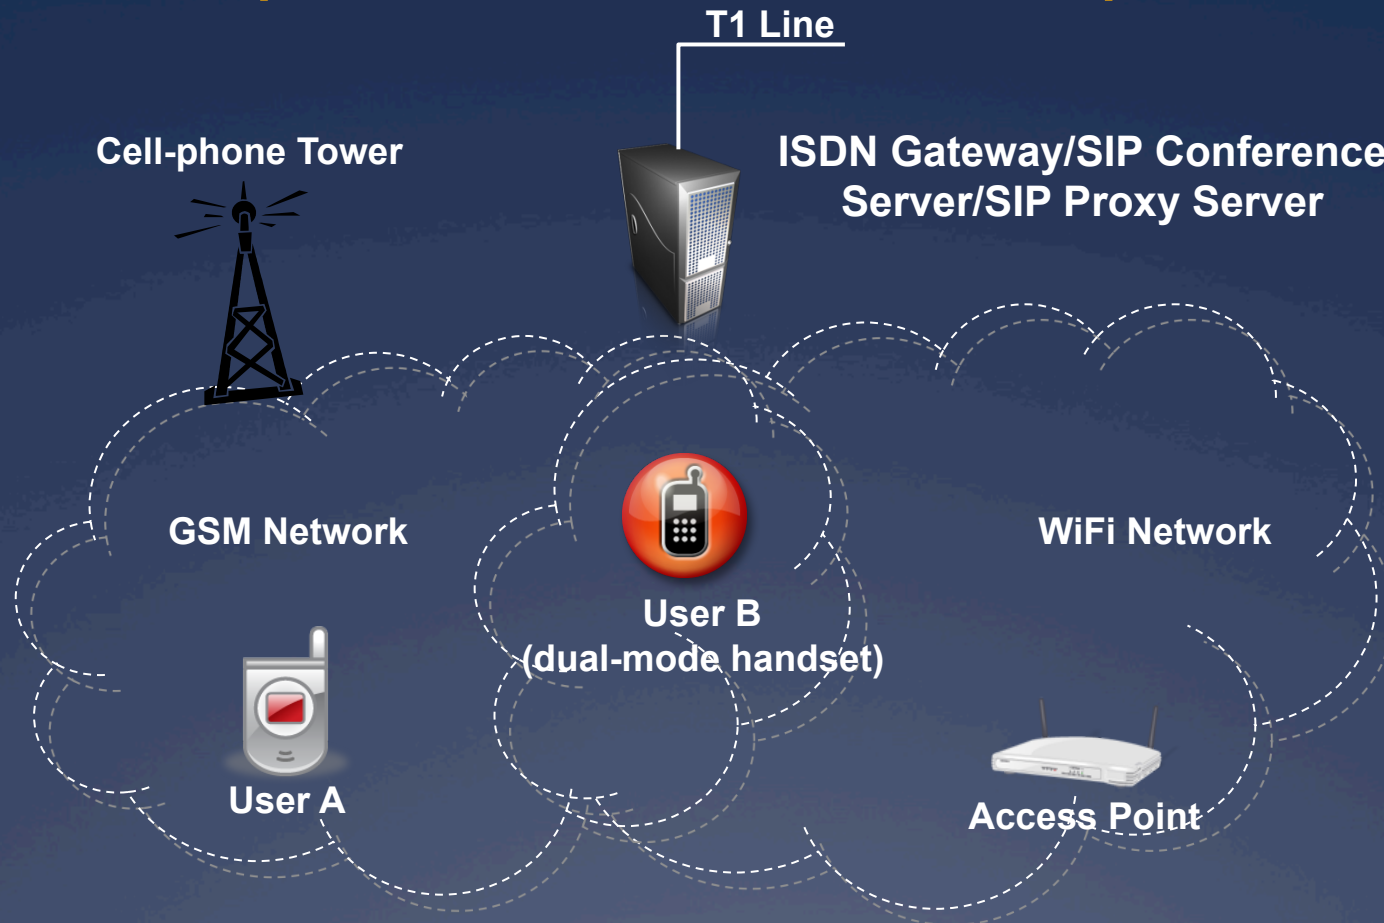 T1 Line
Cell-phone Tower
ISDN Gateway/SIP Conference
Server/SIP Proxy Server
GSM Network
WiFi Network
User B
(dual-mode handset)
User A
Access Point